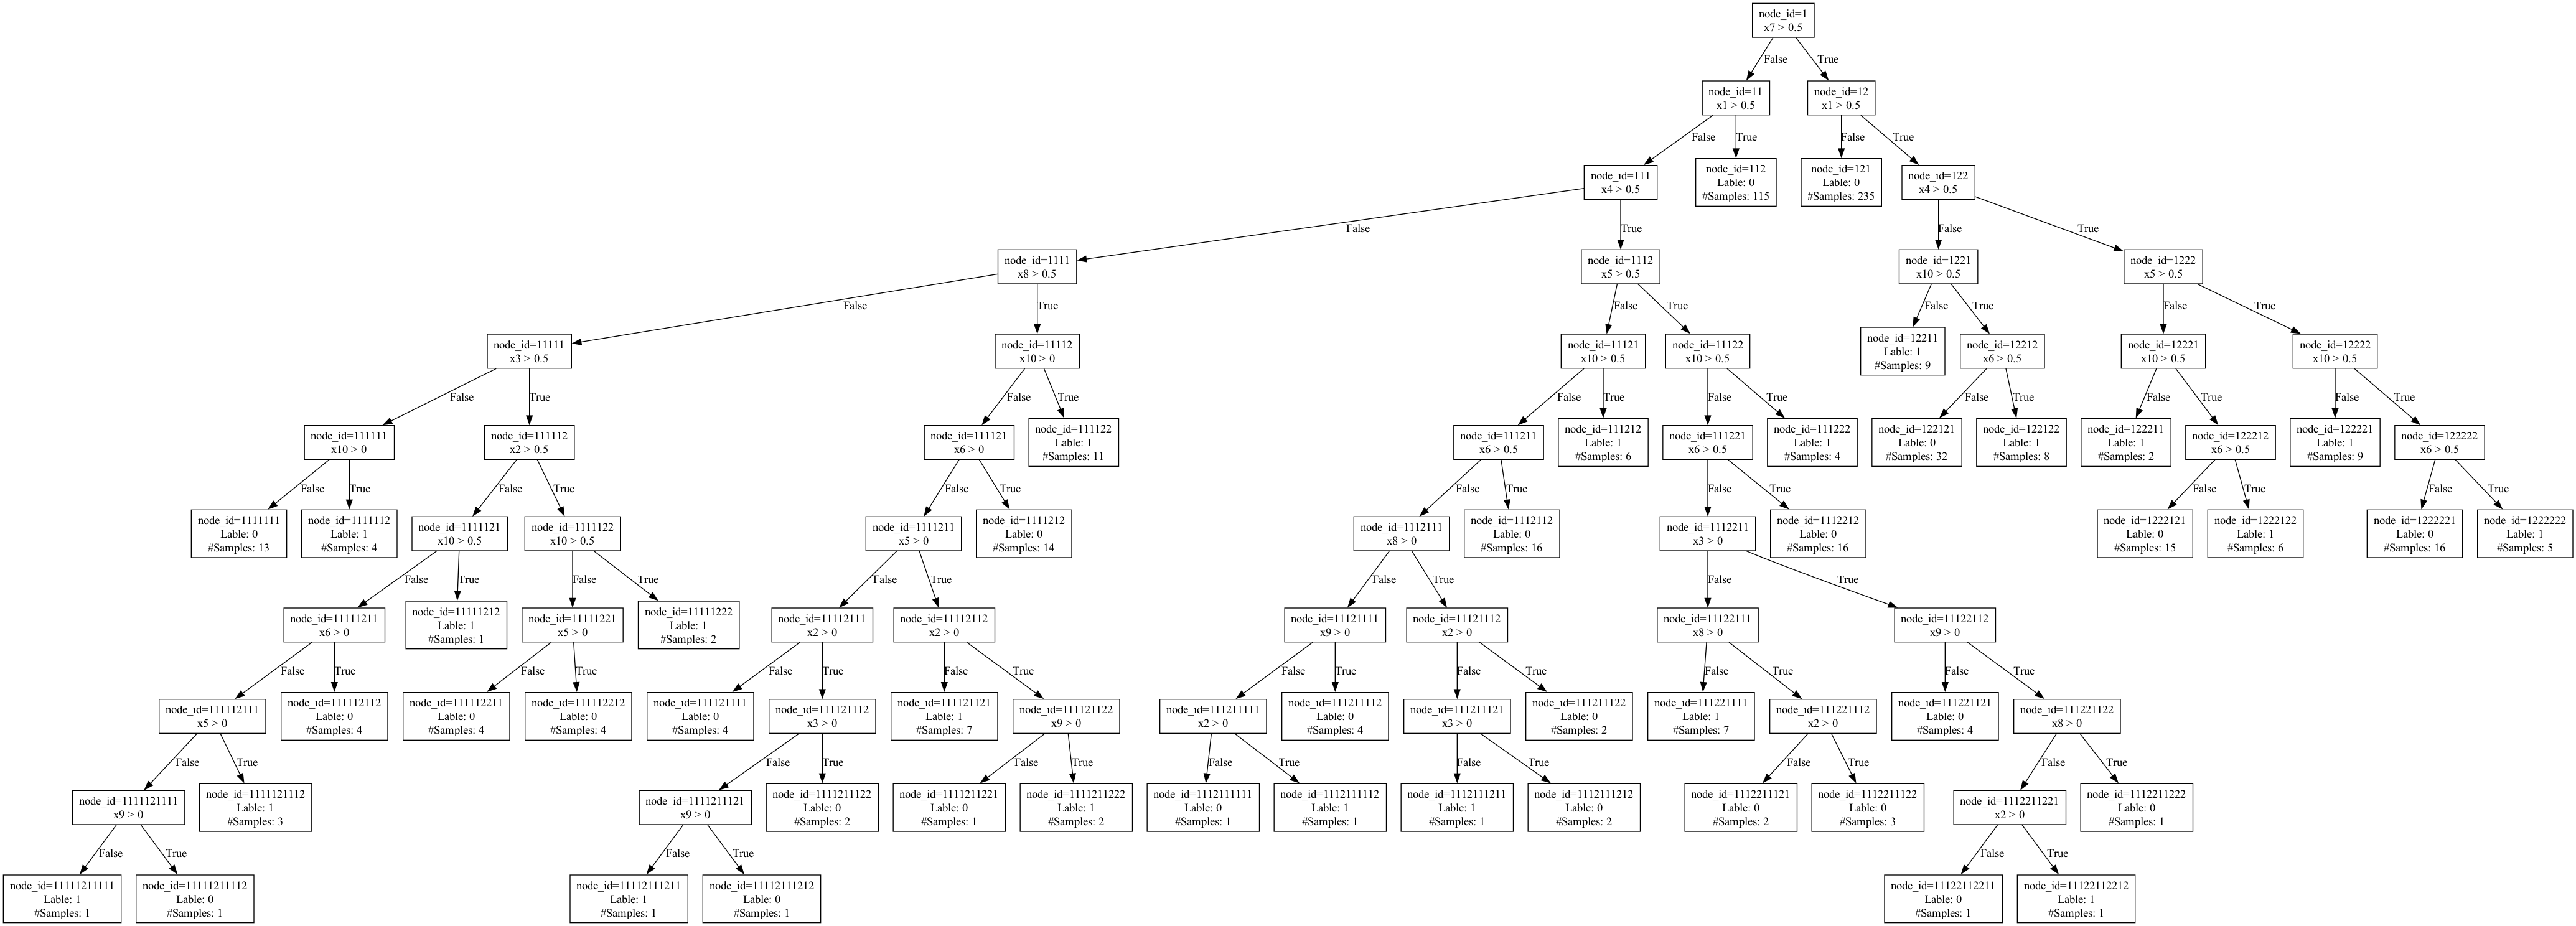 node_id=1
x7 > 0.5
False
True
node_id=11
x1 > 0.5
node_id=12
x1 > 0.5
False
True
False
True
node_id=111
x4 > 0.5
node_id=112
Lable: 0
#Samples: 115
node_id=121
Lable: 0
#Samples: 235
node_id=122
x4 > 0.5
False
True
False
True
node_id=1111
x8 > 0.5
node_id=1112
x5 > 0.5
node_id=1221
x10 > 0.5
node_id=1222
x5 > 0.5
False
True
False
True
False
True
False
True
node_id=11111
x3 > 0.5
node_id=11112
x10 > 0
node_id=11121
x10 > 0.5
node_id=11122
x10 > 0.5
node_id=12211
Lable: 1
#Samples: 9
node_id=12212
x6 > 0.5
node_id=12221
x10 > 0.5
node_id=12222
x10 > 0.5
False
True
False
True
False
True
False
True
False
True
False
True
False
True
node_id=111111
x10 > 0
node_id=111112
x2 > 0.5
node_id=111121
x6 > 0
node_id=111122
Lable: 1
#Samples: 11
node_id=111211
x6 > 0.5
node_id=111212
Lable: 1
#Samples: 6
node_id=111221
x6 > 0.5
node_id=111222
Lable: 1
#Samples: 4
node_id=122121
Lable: 0
#Samples: 32
node_id=122122
Lable: 1
#Samples: 8
node_id=122211
Lable: 1
#Samples: 2
node_id=122212
x6 > 0.5
node_id=122221
Lable: 1
#Samples: 9
node_id=122222
x6 > 0.5
False
True
False
True
False
True
False
True
False
True
False
True
False
True
node_id=1111111
Lable: 0
#Samples: 13
node_id=1111112
Lable: 1
#Samples: 4
node_id=1111121
x10 > 0.5
node_id=1111122
x10 > 0.5
node_id=1111211
x5 > 0
node_id=1111212
Lable: 0
#Samples: 14
node_id=1112111
x8 > 0
node_id=1112112
Lable: 0
#Samples: 16
node_id=1112211
x3 > 0
node_id=1112212
Lable: 0
#Samples: 16
node_id=1222121
Lable: 0
#Samples: 15
node_id=1222122
Lable: 1
#Samples: 6
node_id=1222221
Lable: 0
#Samples: 16
node_id=1222222
Lable: 1
#Samples: 5
False
True
False
True
False
True
False
True
False
True
node_id=11111211
x6 > 0
node_id=11111212
Lable: 1
#Samples: 1
node_id=11111221
x5 > 0
node_id=11111222
Lable: 1
#Samples: 2
node_id=11112111
x2 > 0
node_id=11112112
x2 > 0
node_id=11121111
x9 > 0
node_id=11121112
x2 > 0
node_id=11122111
x8 > 0
node_id=11122112
x9 > 0
False
True
False
True
False
True
False
True
False
True
False
True
False
True
False
True
node_id=111112111
x5 > 0
node_id=111112112
Lable: 0
#Samples: 4
node_id=111112211
Lable: 0
#Samples: 4
node_id=111112212
Lable: 0
#Samples: 4
node_id=111121111
Lable: 0
#Samples: 4
node_id=111121112
x3 > 0
node_id=111121121
Lable: 1
#Samples: 7
node_id=111121122
x9 > 0
node_id=111211111
x2 > 0
node_id=111211112
Lable: 0
#Samples: 4
node_id=111211121
x3 > 0
node_id=111211122
Lable: 0
#Samples: 2
node_id=111221111
Lable: 1
#Samples: 7
node_id=111221112
x2 > 0
node_id=111221121
Lable: 0
#Samples: 4
node_id=111221122
x8 > 0
False
True
False
True
False
True
False
True
False
True
False
True
False
True
node_id=1111121111
x9 > 0
node_id=1111121112
Lable: 1
#Samples: 3
node_id=1111211121
x9 > 0
node_id=1111211122
Lable: 0
#Samples: 2
node_id=1111211221
Lable: 0
#Samples: 1
node_id=1111211222
Lable: 1
#Samples: 2
node_id=1112111111
Lable: 0
#Samples: 1
node_id=1112111112
Lable: 1
#Samples: 1
node_id=1112111211
Lable: 1
#Samples: 1
node_id=1112111212
Lable: 0
#Samples: 2
node_id=1112211121
Lable: 0
#Samples: 2
node_id=1112211122
Lable: 0
#Samples: 3
node_id=1112211221
x2 > 0
node_id=1112211222
Lable: 0
#Samples: 1
False
True
False
True
False
True
node_id=11111211111
Lable: 1
#Samples: 1
node_id=11111211112
Lable: 0
#Samples: 1
node_id=11112111211
Lable: 1
#Samples: 1
node_id=11112111212
Lable: 0
#Samples: 1
node_id=11122112211
Lable: 0
#Samples: 1
node_id=11122112212
Lable: 1
#Samples: 1